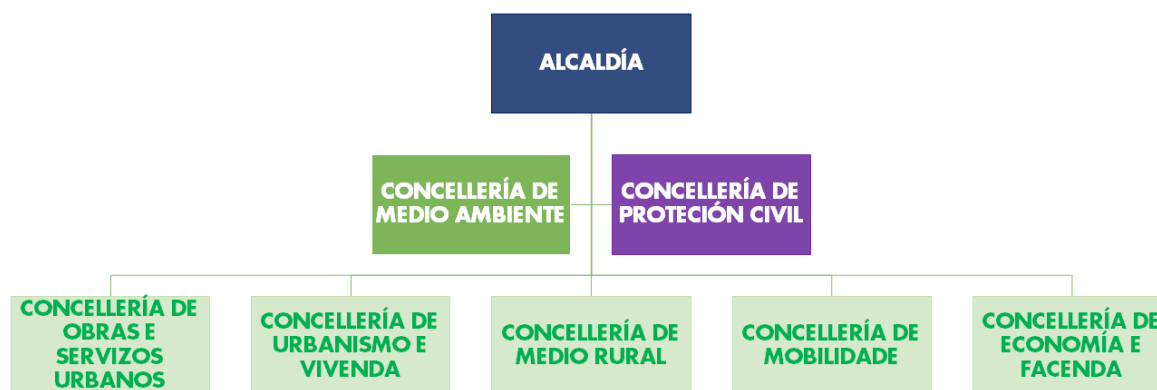 ALCALDÍA
CONCELLERÍA DE
MEDIO AMBIENTE
CONCELLERÍA DE
PROTECIÓN CIVIL
CONCELLERÍA DE
OBRAS E
SERVIZOS
URBANOS
CONCELLERÍA DE
URBANISMO E
VIVENDA
CONCELLERÍA DE
MEDIO RURAL
CONCELLERÍA DE
MOBILIDADE
CONCELLERÍA DE
ECONOMÍA E
FACENDA